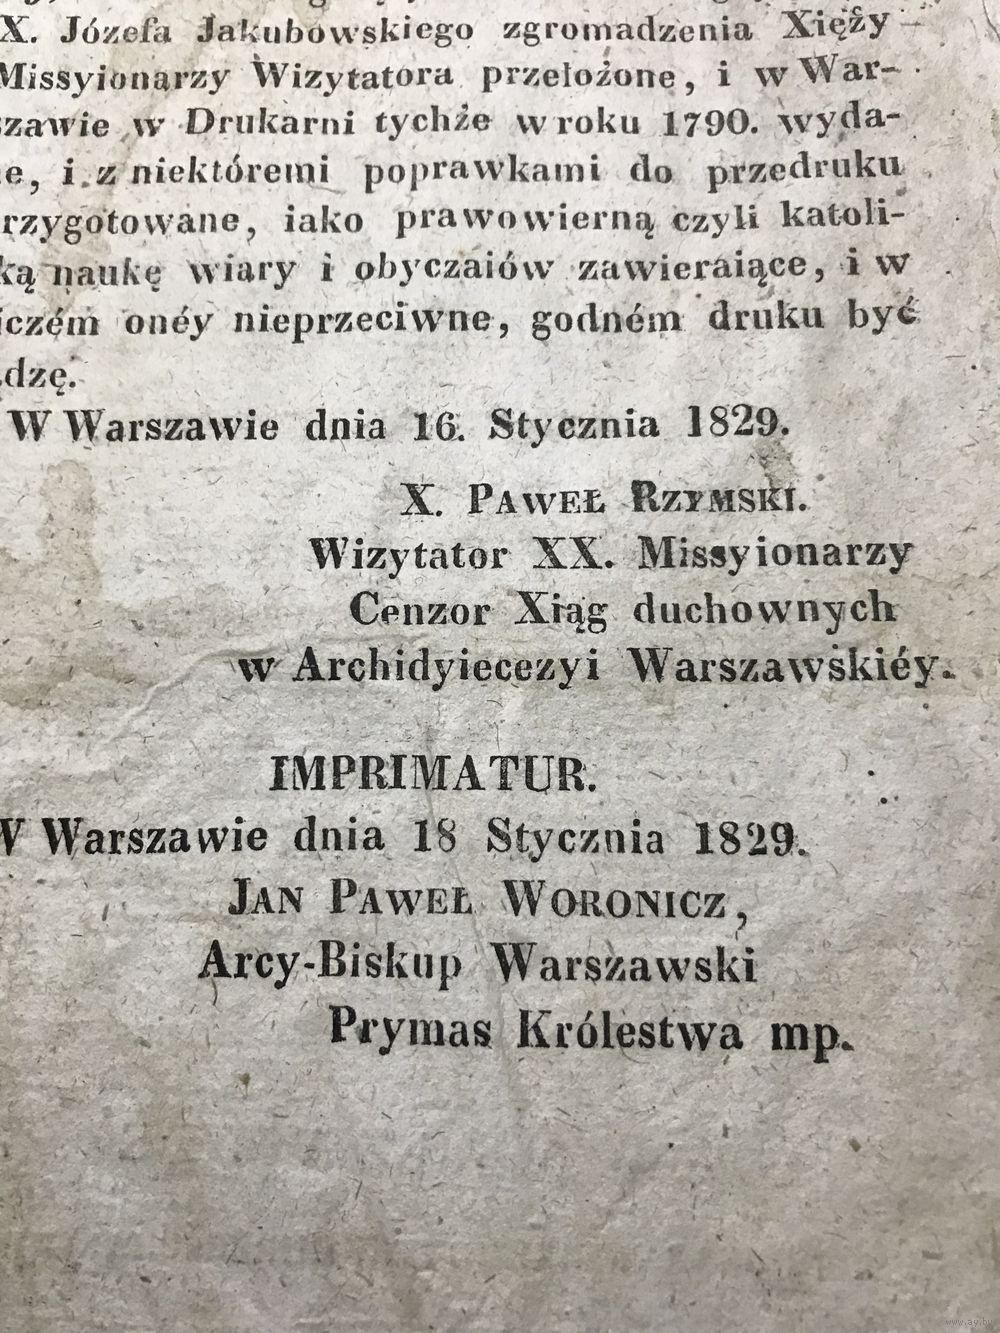 X. Józefa Jakubowskiego zgromadzenia Xięży
Missyionarzy Wizytatora przełożone, i w War-
szawie w Drukarni tychże w roku 1790. wyda-
e, i z niektóremi poprawkami do przedruku
rzygotowane, iako prawowierną czyli katoli-
ką naukę wiary i obyczaiów zawieraiące, i w
iczém onéy nieprzeciwne, godném druku być
dzę.
W Warszawie dnia 16. Stycznia 1829.
X. PAWEŁ RZYMSKI.
Wizytator XX. Missyionarzy
Cenzor Xiąg duchownych
w Archidyiecezyi Warszawskiéy.
IMPRIMATUR.
W Warszawie dnia 18 Stycznia 1829.
JAN PAWEŁ WORONICZ,
Arcy-Biskup Warszawski
Prymas Królestwa mp.
www.ay.by